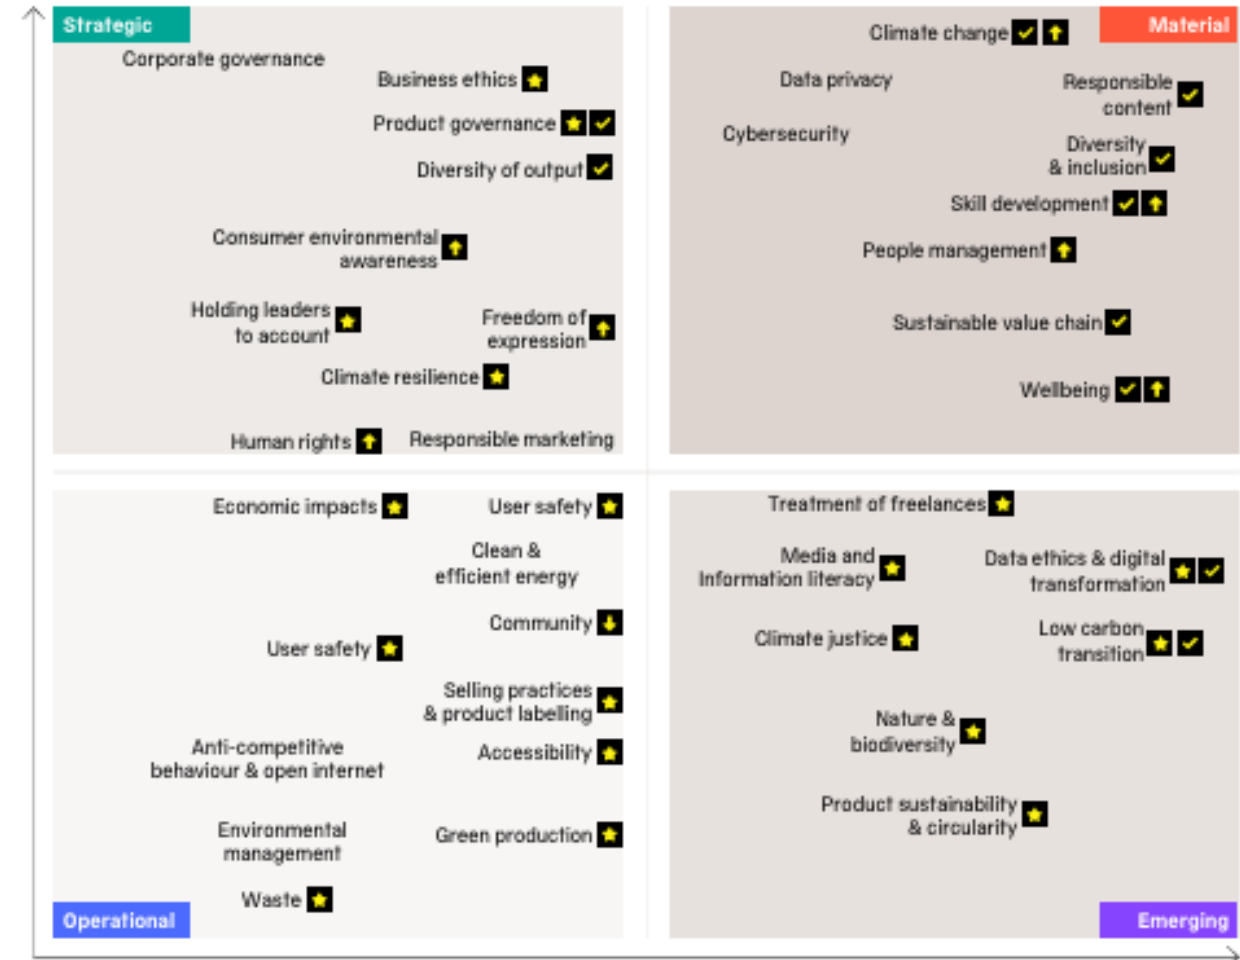 Strategic
Corporate governance
Business ethics
Product governance
Diversity of output
Consumer environmental
awareness
Holding leaders
to account
Freedom of
expression
Climate resilience
Human rights
Responsible marketing
Material
Climate change
Data privacy
Responsible
content
Cybersecurity
Diversity
& inclusion
Skill development
People management
Sustainable value chain
Wellbeing
Economic impacts
User safety
Clean &
efficient energy
Community
User safety
Selling practices
& product labelling
Anti-competitive
behaviour & open internet
Accessibility
Environmental
management
Green production
Waste
Operational
Treatment of freelances
Media and
Information literacy
Data ethics & digital
transformation
Climate justice
Low carbon
transition
Nature &
biodiversity
Product sustainability
& circularity
Emerging